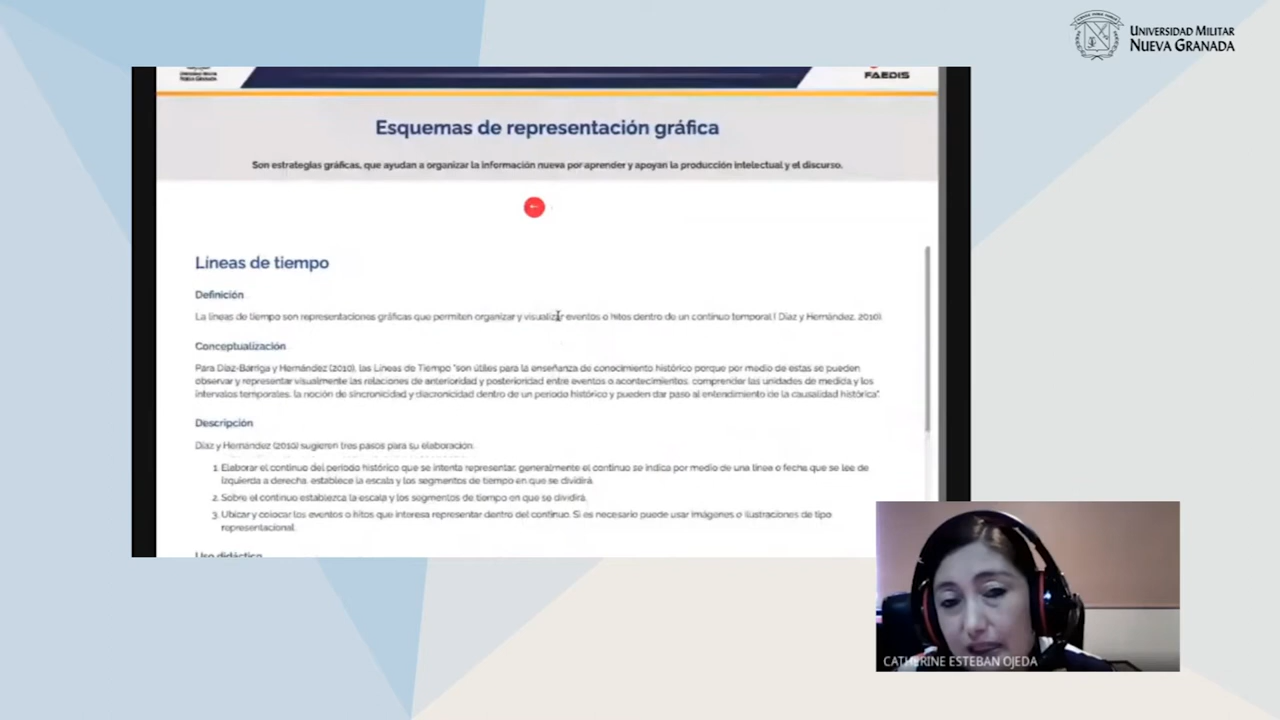 UNIVERSIDAD MILITAR
NUEVA GRANADA
FAEDIS
Esquemas de representación gráfica
Son estrategias gráficas, que ayudan a organizar la información nueva por aprender y apoyan la producción intelectual y el discurso.
Líneas de tiempo
Definición
La líneas de tiempo son representaciones gráficas que permiten organizar y visualizar eventos o hitos dentro de un continuo temporal ( Díaz y Hernández, 2010).
Conceptualización
Para Díaz-Barriga y Hernández (2010), las Líneas de Tiempo "son útiles para la enseñanza de conocimiento histórico porque por medio de estas se pueden
observar y representar visualmente las relaciones de anterioridad y posterioridad entre eventos o acontecimientos, comprender las unidades de medida y los
intervalos temporales, la noción de sincronicidad y diacronicidad dentro de un periodo histórico y pueden dar paso al entendimiento de la causalidad histórica".
Descripción
Díaz y Hernández (2010) sugieren tres pasos para su elaboración:
1. Elaborar el continuo del periodo histórico que se intenta representar, generalmente el continuo se indica por medio de una línea o fecha que se lee de
izquierda a derecha, establece la escala y los segmentos de tiempo en que se dividirá.
2. Sobre el continuo establezca la escala y los segmentos de tiempo en que se dividirá.
3. Ubicar y colocar los eventos o hitos que interesa representar dentro del continuo. Si es necesario puede usar imágenes o ilustraciones de tipo
representacional.
Uso didáctico
CATHERINE ESTEBAN OJEDA